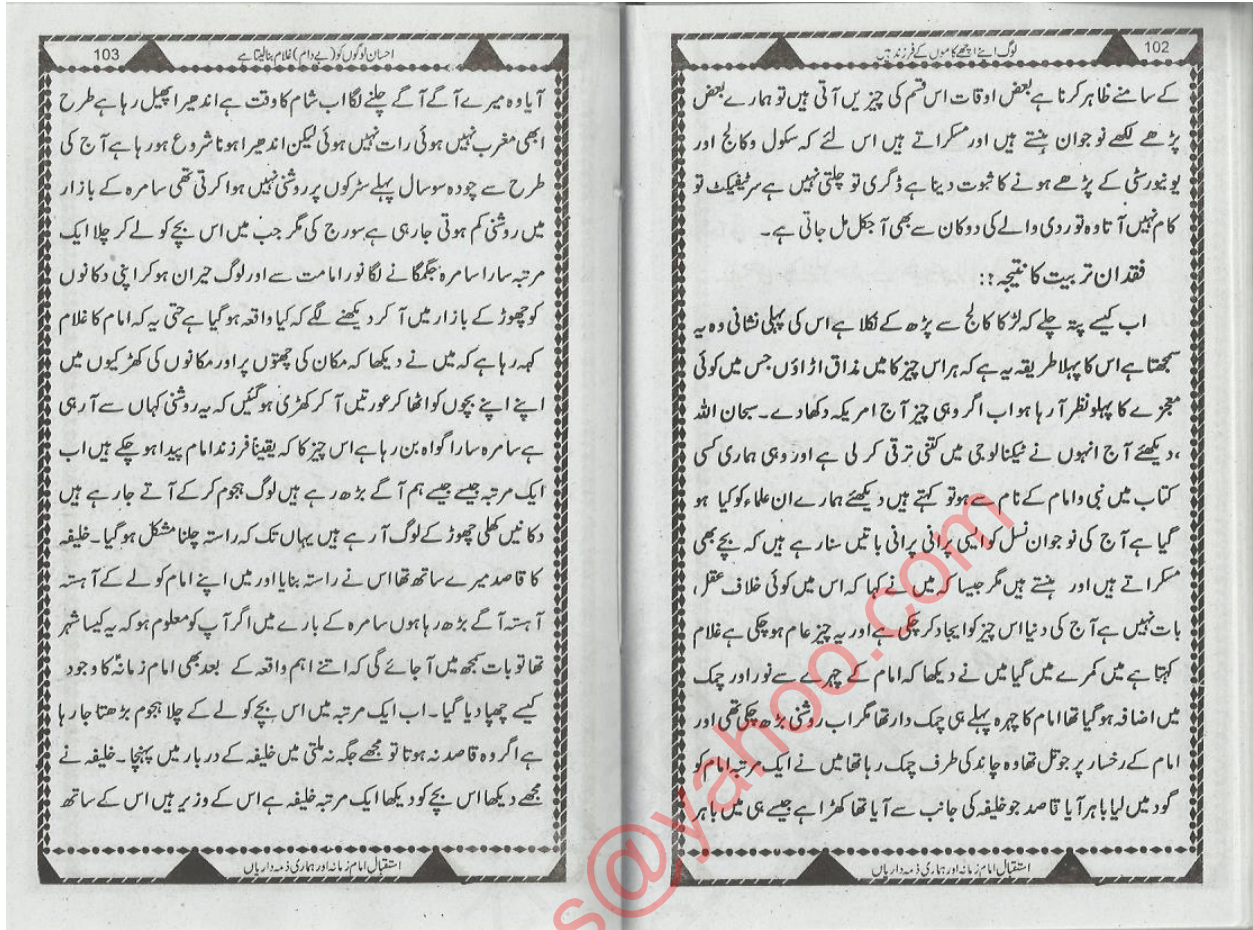 102
لوگ اپنے اچھے کاموں کے فرزند ہیں
کے سامنے ظاہر کرنا ہے بعض اوقات اس قسم کی چیزیں آتی ہیں تو ہمارے بعض
پڑھے لکھے نوجوان ہنستے ہیں اور مسکراتے ہیں اس لئے کہ سکول و کالج اور
یونیورسٹی کے پڑھے ہونے کا ثبوت دینا ہے ڈگری تو چلتی نہیں ہے سرٹیفکیٹ تو
کام نہیں آتا وہ تو ردی والے کی دوکان سے بھی آجکل مل جاتی ہے۔
فقدان تربیت کا نتیجہ:؛
اب کیسے پتہ چلے کہ لڑکا کالج سے پڑھ کے نکلا ہے اس کی پہلی نشانی وہ یہ
سمجھتا ہے اس کا پہلا طریقہ یہ ہے کہ ہر اس چیز کا میں مذاق اڑاؤں جس میں کوئی
معجزے کا پہلو نظر آ رہا ہو اب اگر وہی چیز آج امریکہ دکھا دے۔ سبحان اللہ
،دیکھئے آج انہوں نے ٹیکنالوجی میں کتنی ترقی کر لی ہے اور وہی ہماری کسی
کتاب میں نبی و امام کے نام سے ہو تو کہتے ہیں دیکھئے ہمارے ان علماء کو کیا ہو
گیا ہے آج کی نوجوان نسل کو ایسی پرانی پرانی باتیں سنا رہے ہیں کہ بچے بھی
مسکراتے ہیں اور ہنستے ہیں مگر جیسا کہ میں نے کہا کہ اس میں کوئی خلاف عقل،
بات نہیں ہے آج کی دنیا اس چیز کو ایجاد کر چکی ہے اور یہ چیز عام ہو چکی ہے غلام
کہتا ہے میں کمرے میں گیا میں نے دیکھا کہ امام کے چہرے سے نور اور چمک
میں اضافہ ہو گیا تھا امام کا چہرہ پہلے ہی چمک دار تھا مگر اب روشنی بڑھ چکی تھی اور
امام کے رخسار پر جو تل تھا وہ چاند کی طرف چمک رہا تھا میں نے ایک مرتبہ امام کو
گود میں لیا باہر آیا قاصد جو خلیفہ کی جانب سے آیا تھا کھڑا ہے جیسے ہی میں باہر
استقبال امام زمانہ اور ہماری ذمہ داریاں
103
احسان لوگوں کو (بے دام) غلام بنا لیتا ہے
آیا وہ میرے آگے آگے چلنے لگا اب شام کا وقت ہے اندھیرا پھیل رہا ہے طرح
ابھی مغرب نہیں ہوئی رات نہیں ہوئی لیکن اندھیرا ہونا شروع ہو رہا ہے آج کی
طرح سے چودہ سو سال پہلے سڑکوں پر روشنی نہیں ہوا کرتی تھی سامرہ کے بازار
میں روشنی کم ہوتی جا رہی ہے سورج کی مگر جب میں اس بچے کو لے کر چلا ایک
مرتبہ سارا سامرہ جگمگانے لگا نور امامت سے اور لوگ حیران ہو کر اپنی دکانوں
کو چھوڑ کے بازار میں آ کر دیکھنے لگے کہ کیا واقعہ ہو گیا ہے حتی یہ کہ امام کا غلام
کہہ رہا ہے کہ میں نے دیکھا کہ مکان کی چھتوں پر اور مکانوں کی کھڑکیوں میں
اپنے اپنے بچوں کو اٹھا کر عورتیں آ کر کھڑی ہو گئیں کہ یہ روشنی کہاں سے آ رہی
ہے سامرہ سارا گواہ بن رہا ہے اس چیز کا کہ یقیناً فرزند امام پیدا ہو چکے ہیں اب
ایک مرتبہ جیسے جیسے ہم آگے بڑھ رہے ہیں لوگ ہجوم کر کے آتے جا رہے ہیں
دکانیں کھلی چھوڑ کے لوگ آ رہے ہیں یہاں تک کہ راستہ چلنا مشکل ہو گیا۔ خلیفہ
کا قاصد میرے ساتھ تھا اس نے راستہ بنایا اور میں اپنے امام کو لے کے آہستہ
آہستہ آگے بڑھ رہا ہوں سامرہ کے بارے میں اگر آپ کو معلوم ہو کہ یہ کیسا شہر
تھا تو بات سمجھ میں آ جائے گی کہ اتنے اہم واقعہ کے بعد بھی امام زمانہؑ کا وجود
کیسے چھپا دیا گیا۔ اب ایک مرتبہ میں اس بچے کو لے کے چلا ہجوم بڑھتا جا رہا
ہے اگر وہ قاصد نہ ہوتا تو مجھے جگہ نہ ملتی میں خلیفہ کے دربار میں پہنچا۔ خلیفہ نے
مجھے دیکھا اس بچے کو دیکھا ایک مرتبہ خلیفہ ہے اس کے وزیر ہیں اس کے ساتھ
استقبال امام زمانہ اور ہماری ذمہ داریاں
s@yahoo.com